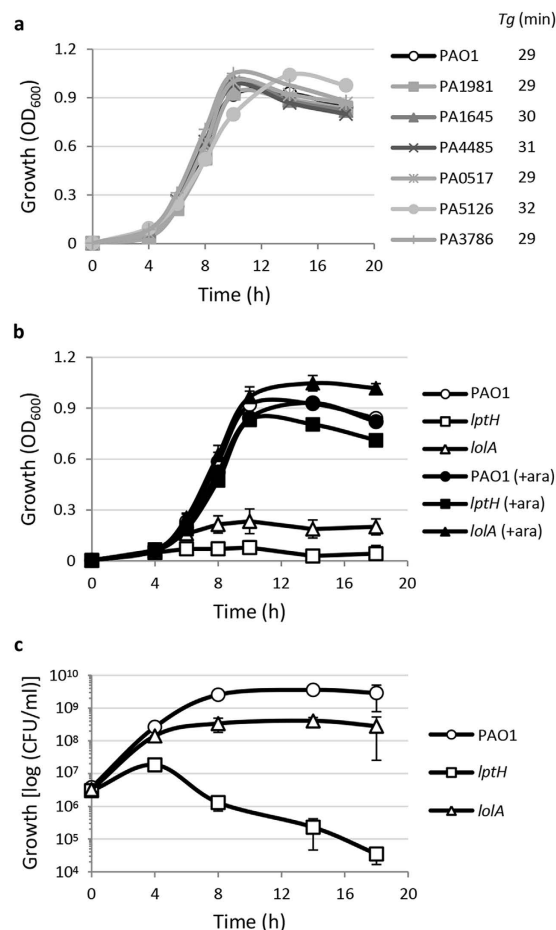 a
Tg (min)
Growth (OD600)
1.2
0.9
0.6
0.3
0
0 4 8 12 16 20
Time (h)
PAO1 29
PA1981 29
PA1645 30
PA4485 31
PA0517 29
PA5126 32
PA3786 29
b
Growth (OD600)
1.2
0.9
0.6
0.3
0.0
0 4 8 12 16 20
Time (h)
PAO1
lptH
lolA
PAO1 (+ara)
lptH (+ara)
lolA (+ara)
c
Growth [log (CFU/ml)]
10^10
10^9
10^8
10^7
10^6
10^5
10^4
0 4 8 12 16 20
Time (h)
PAO1
lptH
lolA